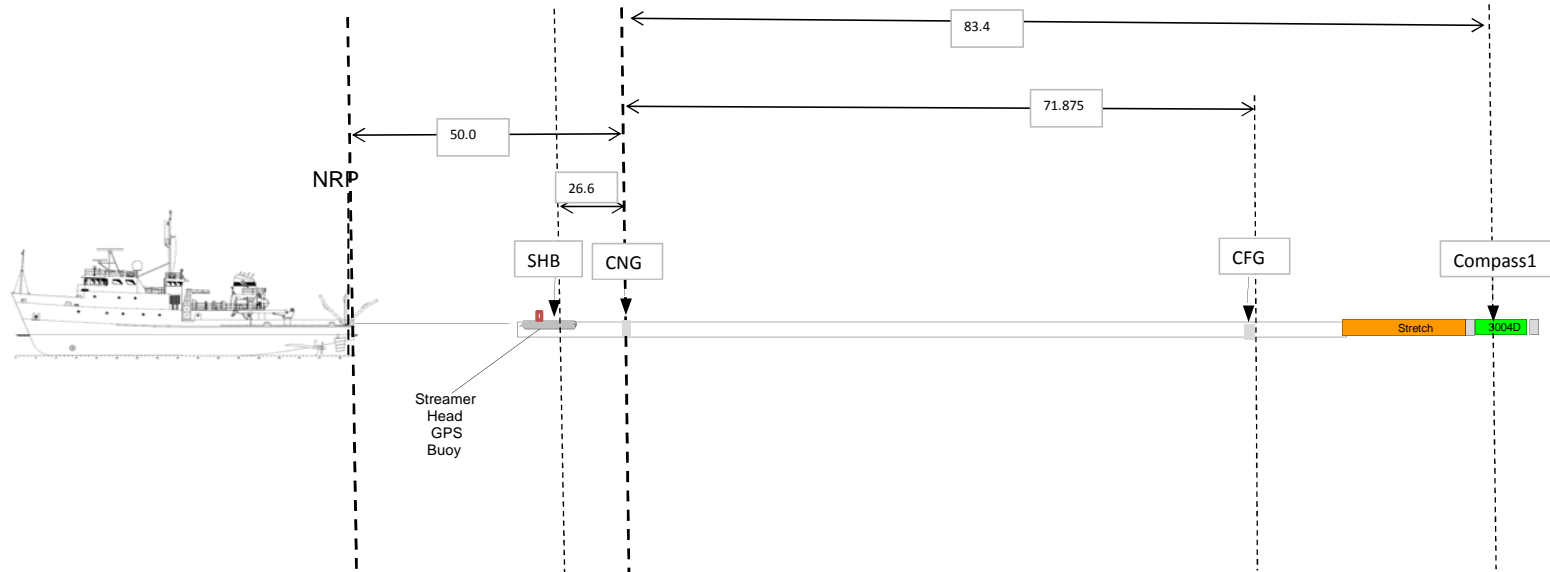 83.4
71.875
50.0
NRP
26.6
SHB
CNG
CFG
Compass1
Stretch
3004D
Streamer
Head
GPS
Buoy